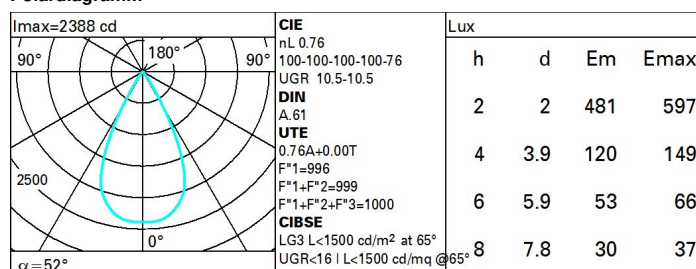 Imax=2388 cd
90°
180°
90°
2500
0°
α=52°
CIE
nL 0.76
100-100-100-100-76
UGR 10.5-10.5
DIN
A.61
UTE
0.76A+0.00T
F"1=996
F"1+F"2=999
F"1+F"2+F"3=1000
CIBSE
LG3 L<1500 cd/m² at 65°
UGR<16 | L<1500 cd/mq @65°
Lux
h d Em Emax
2 2 481 597
4 3.9 120 149
6 5.9 53 66
8 7.8 30 37